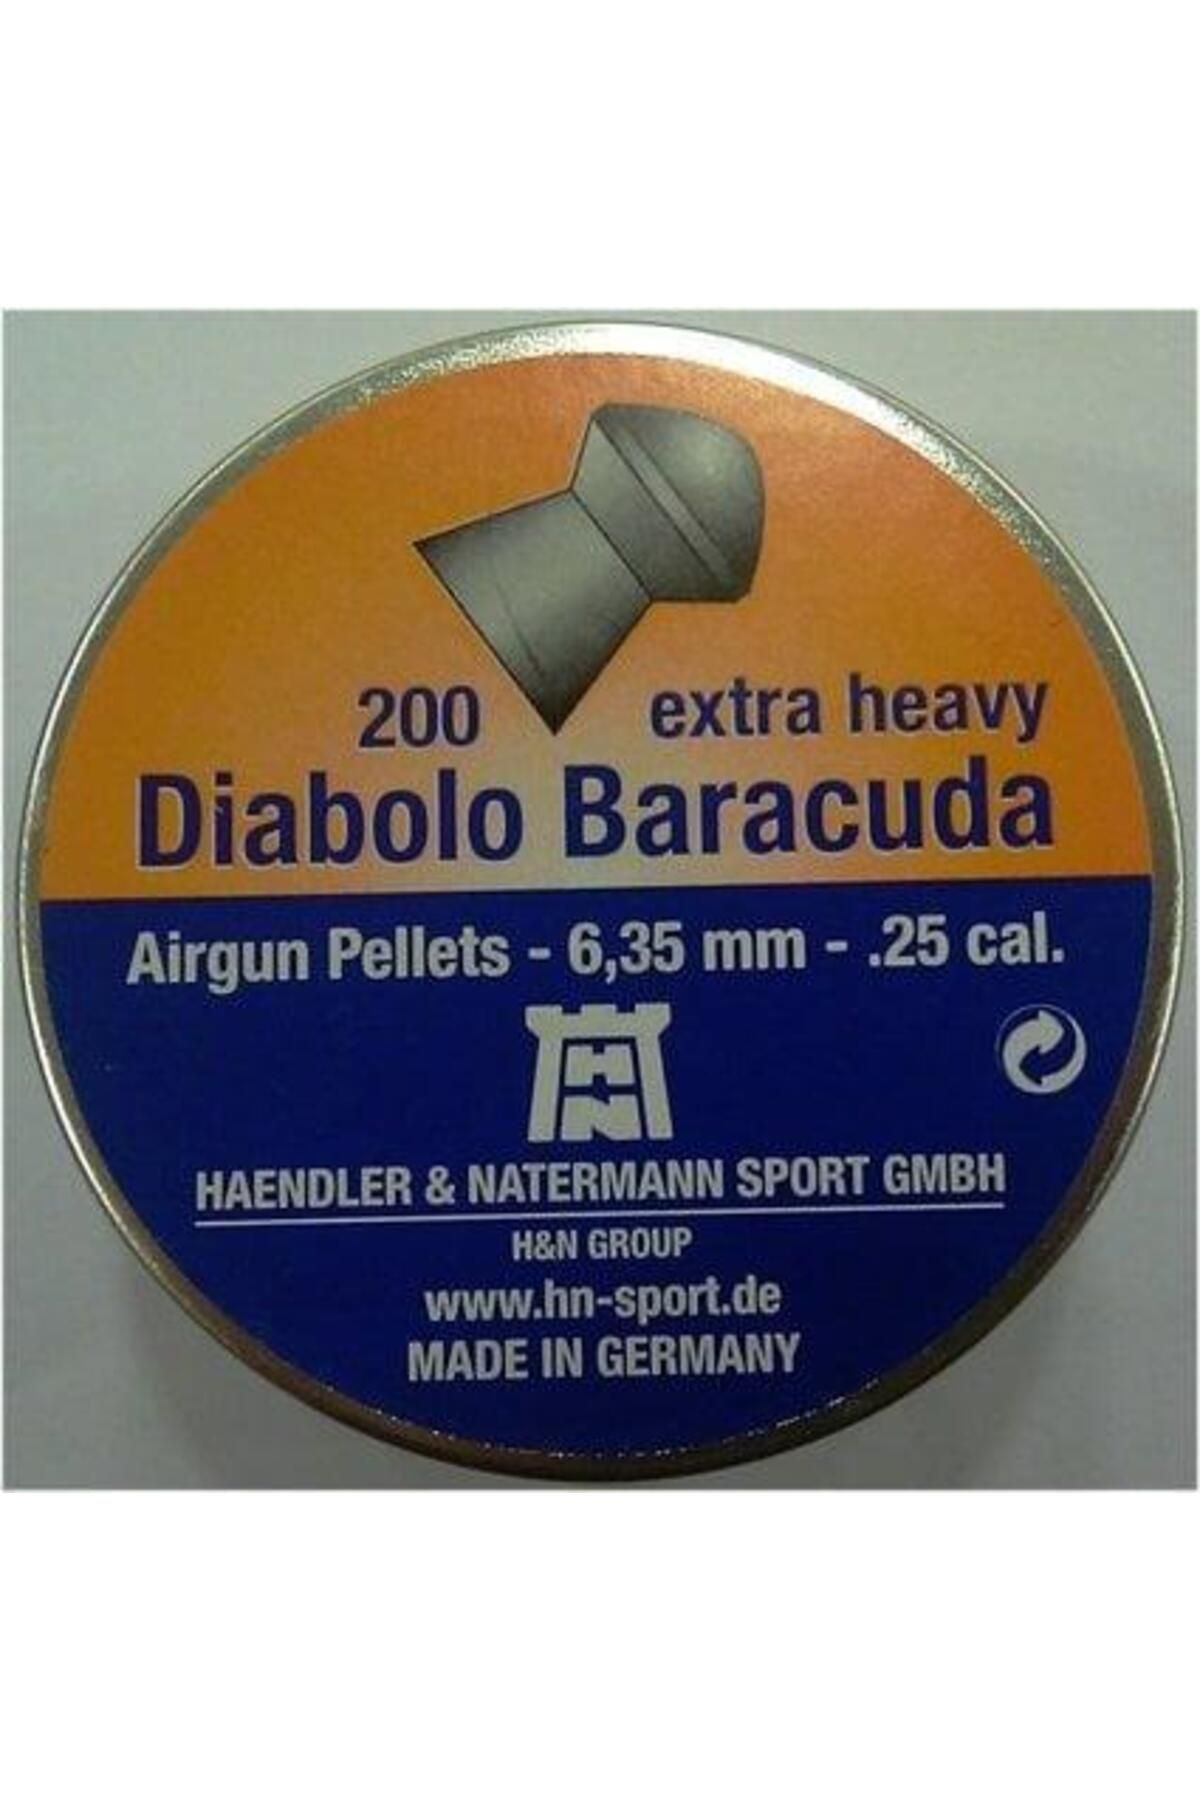 200 extra heavy
Diabolo Baracuda
Airgun Pellets - 6,35 mm - .25 cal.
HN
HAENDLER & NATERMANN SPORT GMBH
H&N GROUP
www.hn-sport.de
MADE IN GERMANY